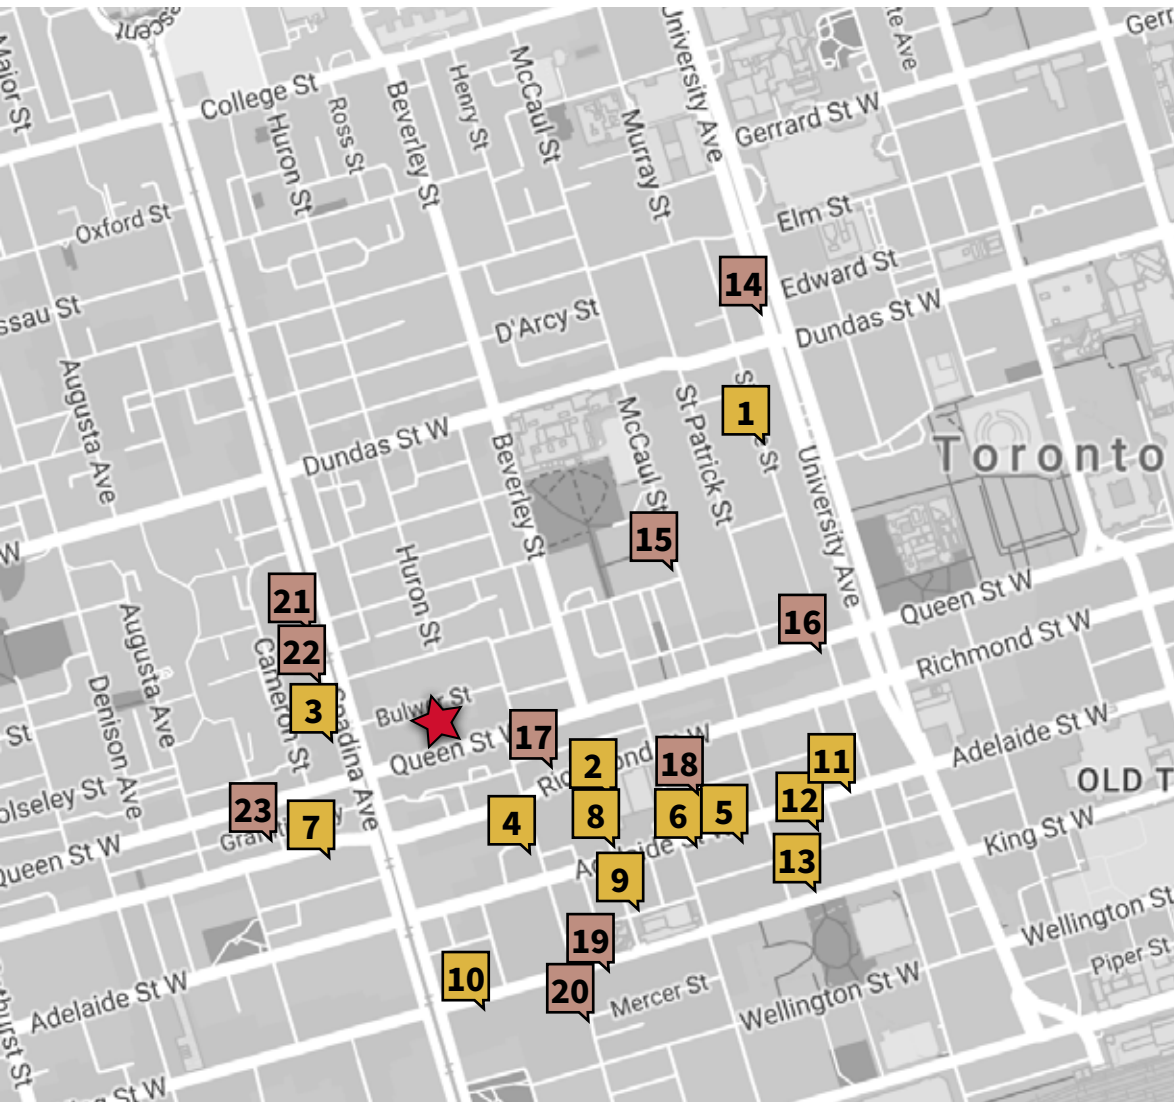 Major St
cent
College St
Huron St
Ross St
Beverley St
Henry St
McCaul St
Murray St
University Ave
Gerrard St W
Elm St
Edward St
Dundas St W
Oxford St
D'Arcy St
14
1
Augusta Ave
Dundas St W
Beverley St
McCaul St
St Patrick St
St
University Ave
Toronto
15
Huron St
21
22
3
Cameron St
Augusta Ave
Denison Ave
St
16
Queen St W
Richmond St W
Adelaide St W
Bulwer St
Queen St W
17
2
18
11
12
4
8
6
5
13
9
23
7
Queen St W
King St W
19
10
20
Mercer St
Wellington St W
Wellington St
Piper St
Adelaide St W
St W